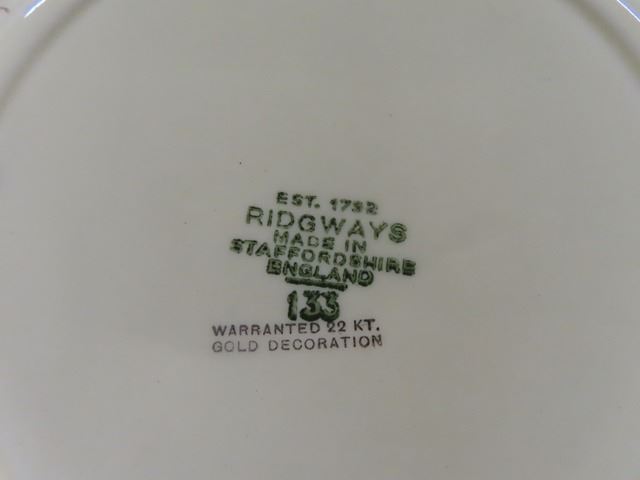 EST. 1792
RIDGWAYS
MADE IN
STAFFORDSHIRE
ENGLAND
133
WARRANTED 22 KT.
GOLD DECORATION